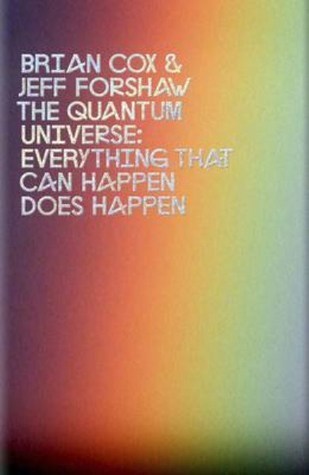 BRIAN COX &
JEFF FORSHAW
THE QUANTUM
UNIVERSE:
EVERYTHING THAT
CAN HAPPEN
DOES HAPPEN